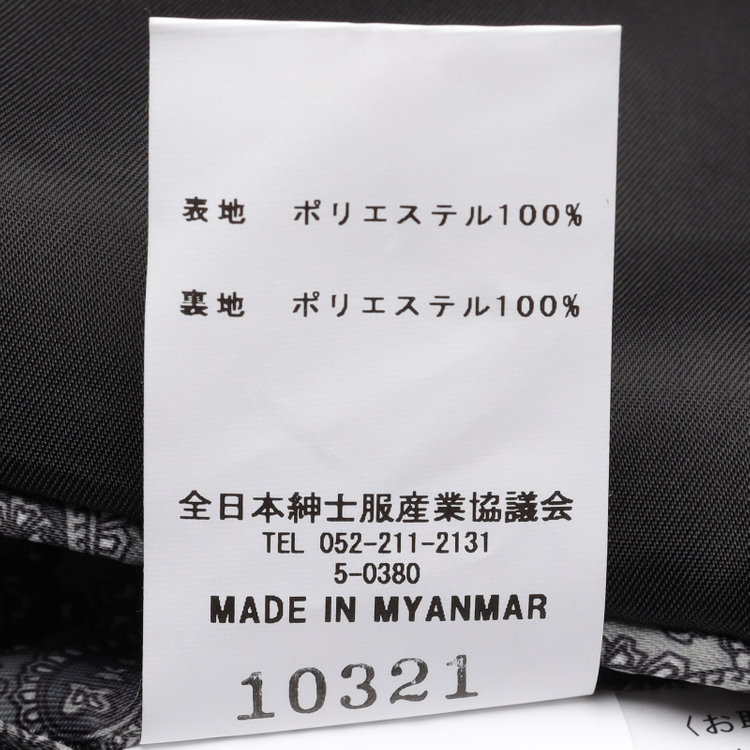 表地　ポリエステル100%
裏地　ポリエステル100%
全日本紳士服産業協議会
TEL 052-211-2131
5-0380
MADE IN MYANMAR
10321
〈お